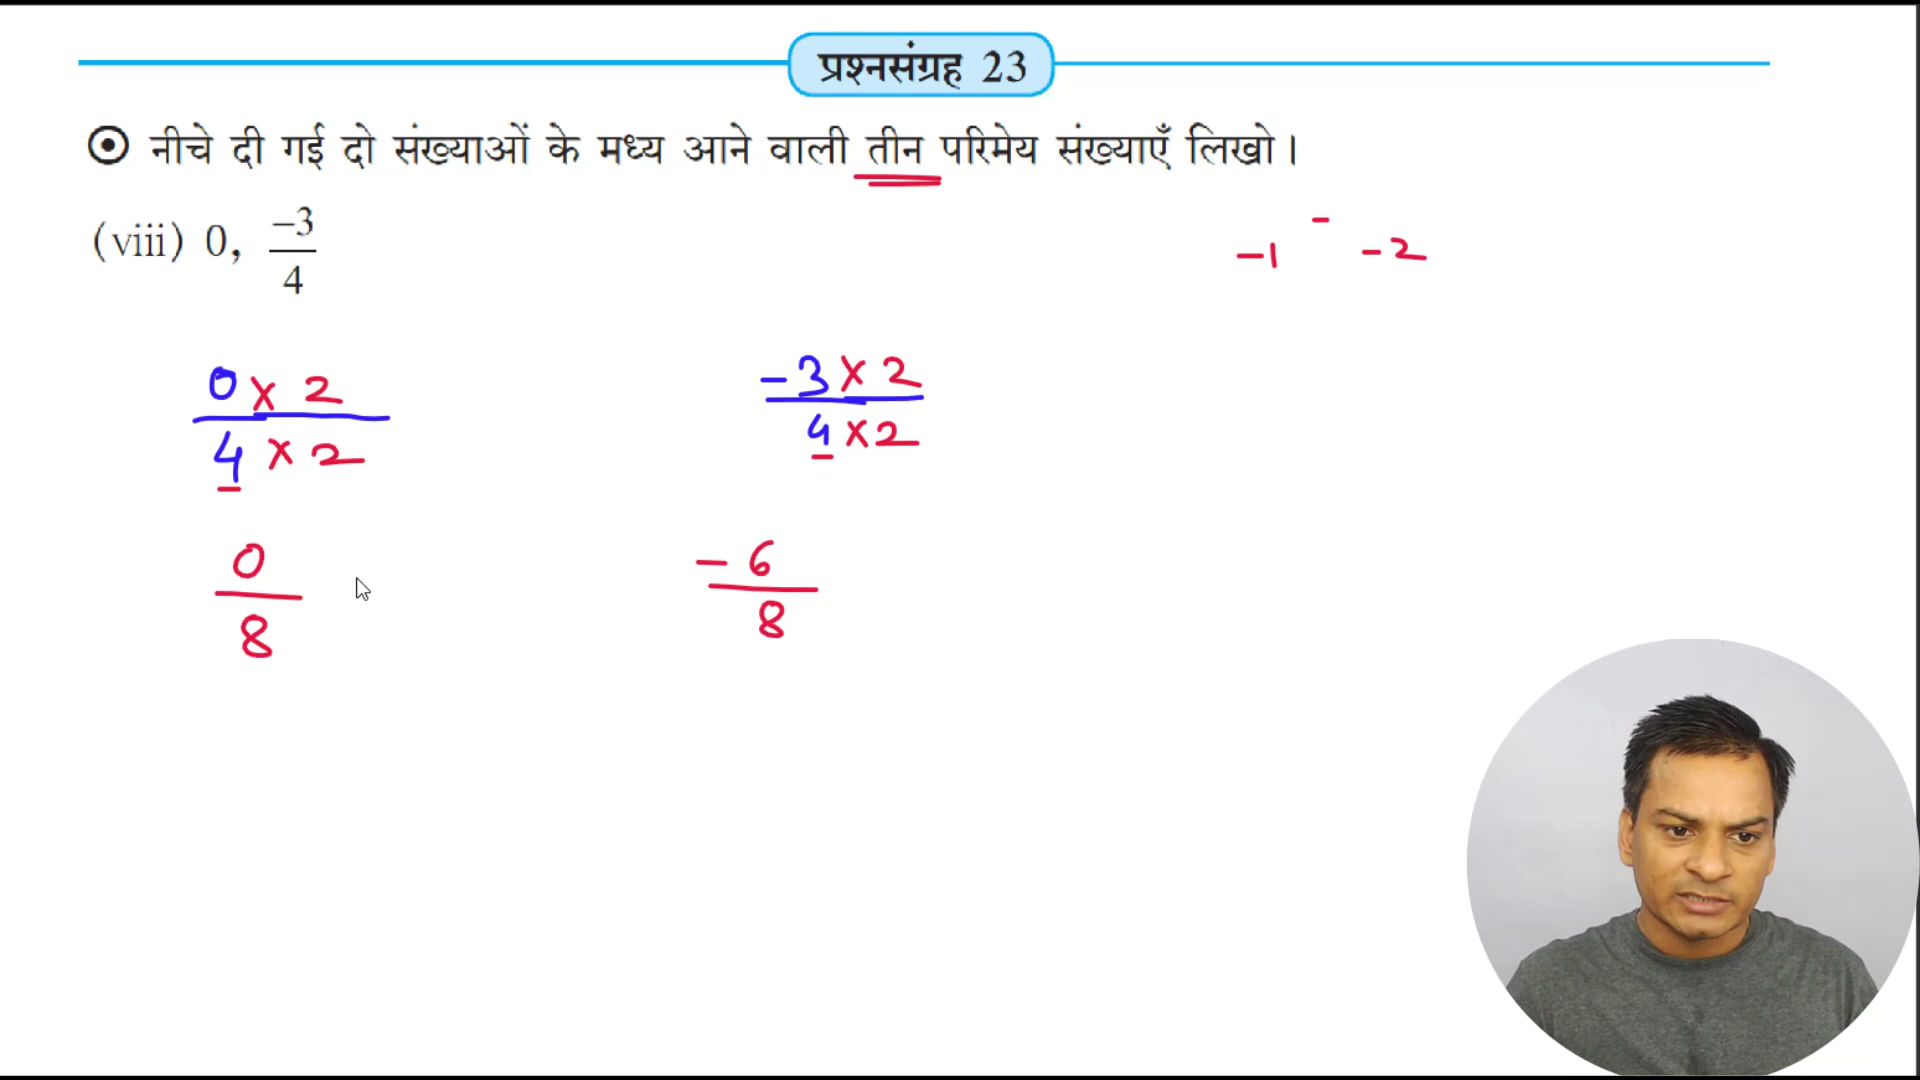 प्रश्नसंग्रह 23
नीचे दी गई दो संख्याओं के मध्य आने वाली तीन परिमेय संख्याएँ लिखो।
(viii) 0, -3/4
-1 - -2
0 × 2 / 4 × 2
-3 × 2 / 4 × 2
0/8
-6/8